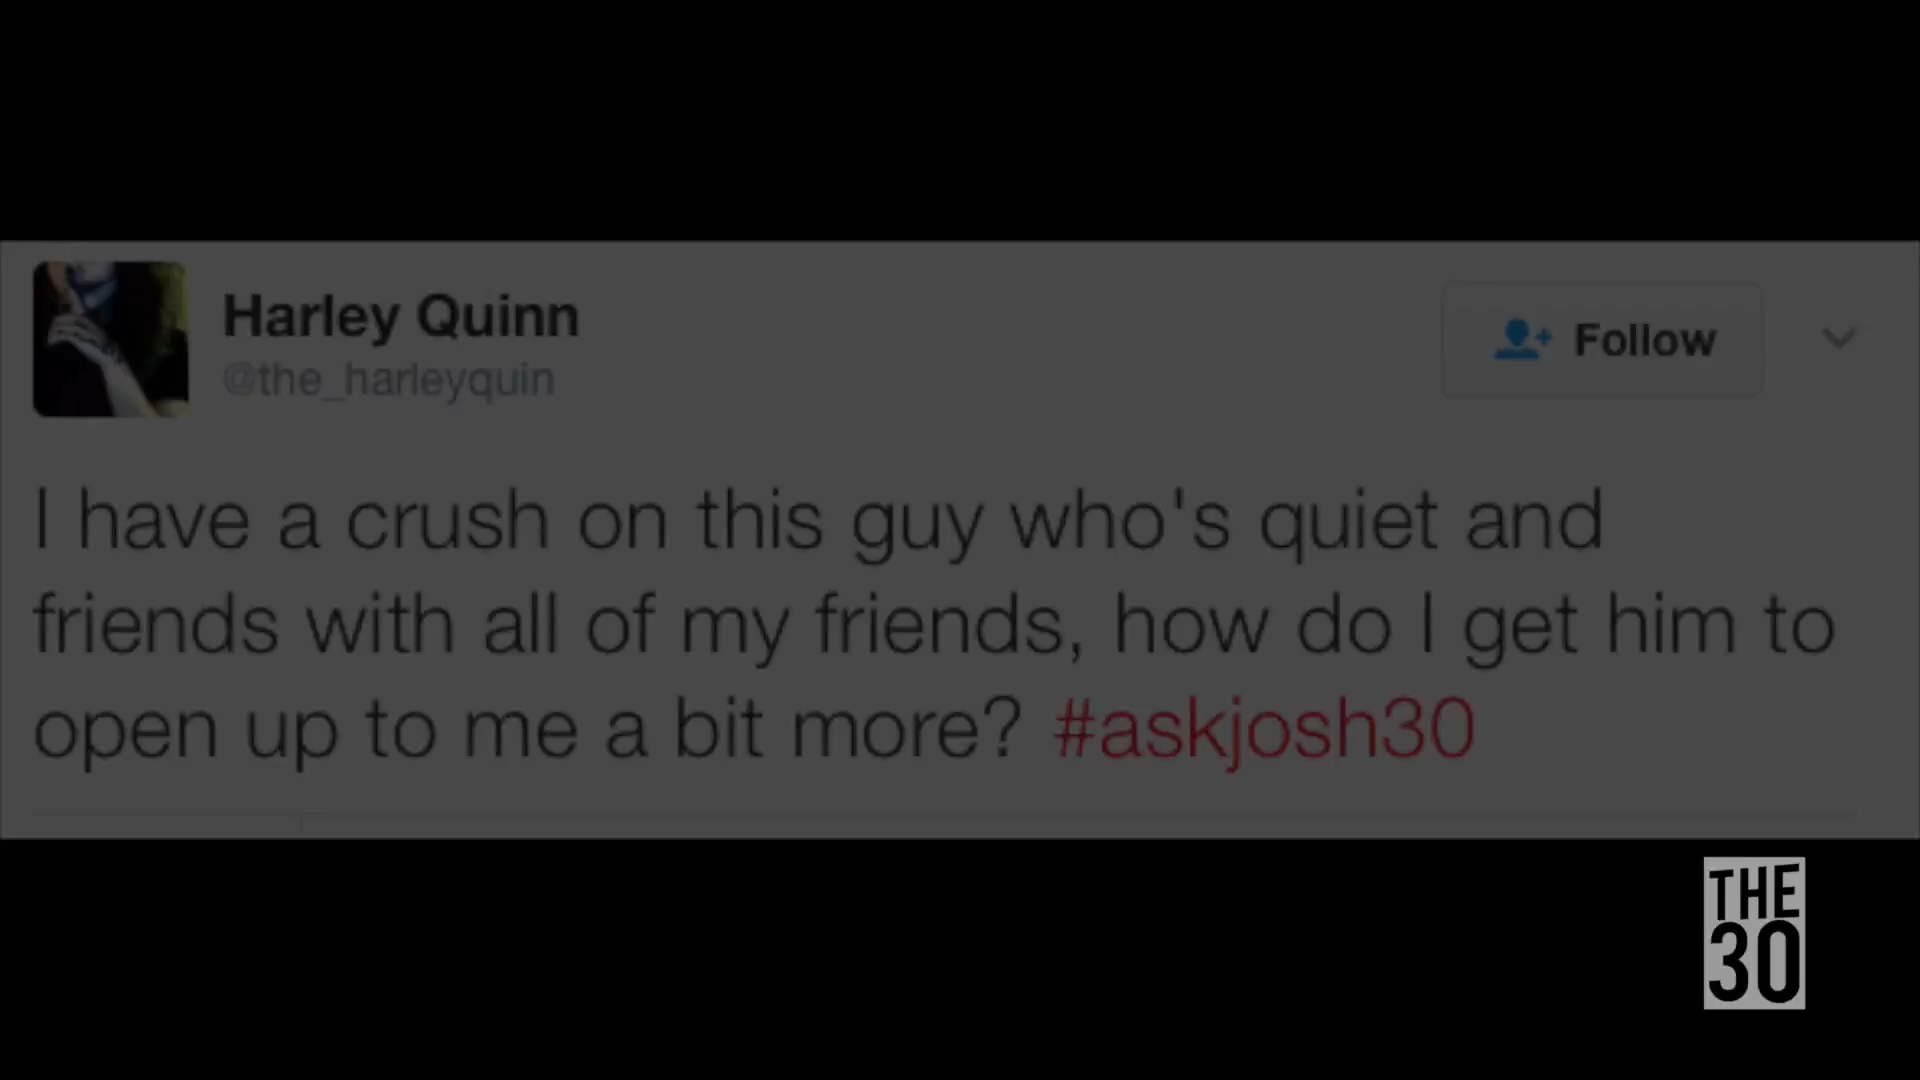 Harley Quinn
@the_harleyquin
Follow
I have a crush on this guy who's quiet and
friends with all of my friends, how do I get him to
open up to me a bit more? #askjosh30
THE
30